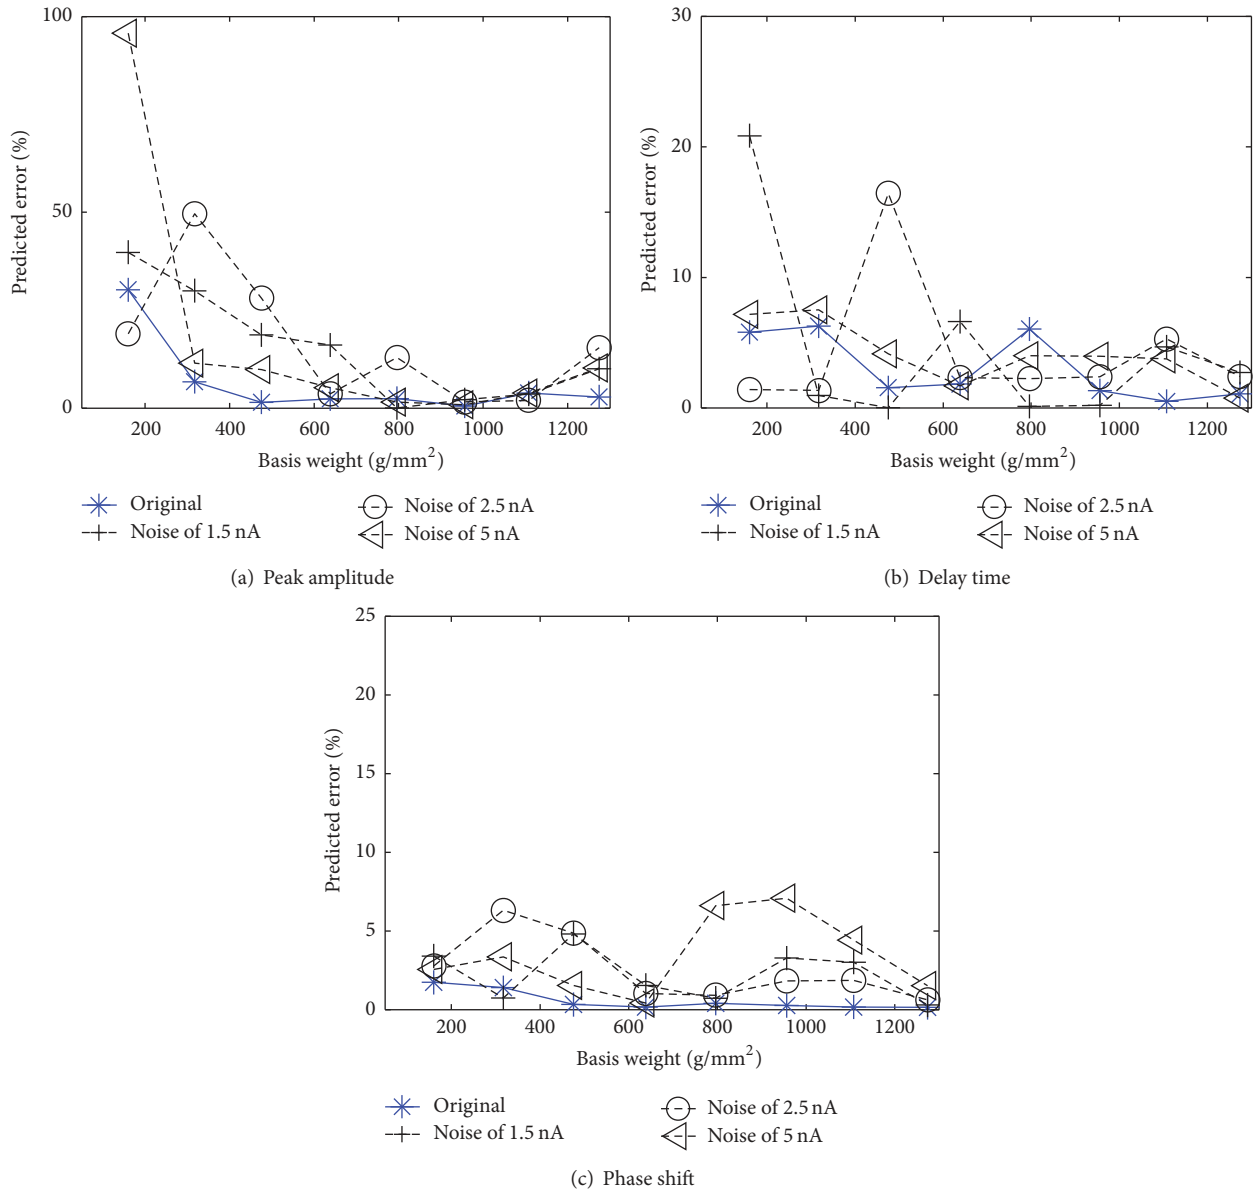 100
50
0
Predicted error (%)
200 400 600 800 1000 1200
Basis weight (g/mm²)
Original
Noise of 1.5 nA
Noise of 2.5 nA
Noise of 5 nA
(a) Peak amplitude
30
20
10
0
Predicted error (%)
200 400 600 800 1000 1200
Basis weight (g/mm²)
Original
Noise of 1.5 nA
Noise of 2.5 nA
Noise of 5 nA
(b) Delay time
25
20
15
10
5
0
Predicted error (%)
200 400 600 800 1000 1200
Basis weight (g/mm²)
Original
Noise of 1.5 nA
Noise of 2.5 nA
Noise of 5 nA
(c) Phase shift